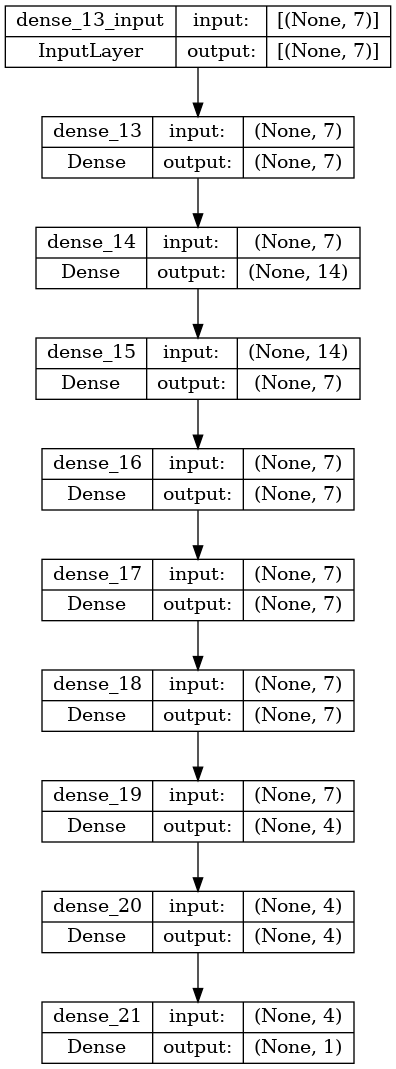 dense_13_input input: [(None, 7)]
InputLayer output: [(None, 7)]
dense_13 input: (None, 7)
Dense output: (None, 7)
dense_14 input: (None, 7)
Dense output: (None, 14)
dense_15 input: (None, 14)
Dense output: (None, 7)
dense_16 input: (None, 7)
Dense output: (None, 7)
dense_17 input: (None, 7)
Dense output: (None, 7)
dense_18 input: (None, 7)
Dense output: (None, 7)
dense_19 input: (None, 7)
Dense output: (None, 4)
dense_20 input: (None, 4)
Dense output: (None, 4)
dense_21 input: (None, 4)
Dense output: (None, 1)